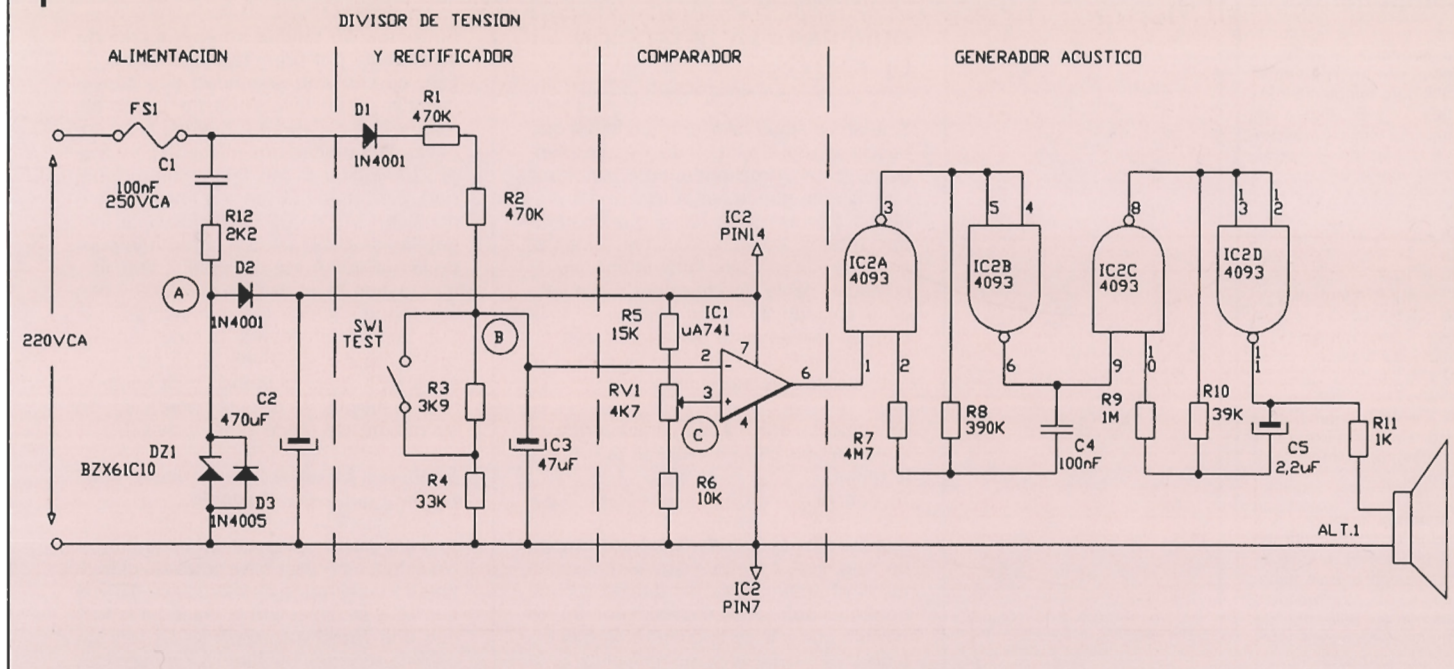 DIVISOR DE TENSION
Y RECTIFICADOR
ALIMENTACION
COMPARADOR
GENERADOR ACUSTICO
FS1
C1
100nF
250VCA
R12
2K2
A
D2
1N4001
220VCA
C2
470uF
DZ1
BZX61C10
D3
1N4005
D1
1N4001
R1
470K
R2
470K
SW1
TEST
B
R3
3K9
R4
33K
C3
47uF
IC2
PIN14
R5
15K
IC1
uA741
RV1
4K7
C
R6
10K
2
3
7
6
4
IC2
PIN7
IC2A
4093
3
1
2
R7
4M7
R8
390K
IC2B
4093
5
4
6
C4
100nF
IC2C
4093
8
9
10
R9
1M
R10
39K
IC2D
4093
13
12
11
C5
2,2uF
R11
1K
ALT.1